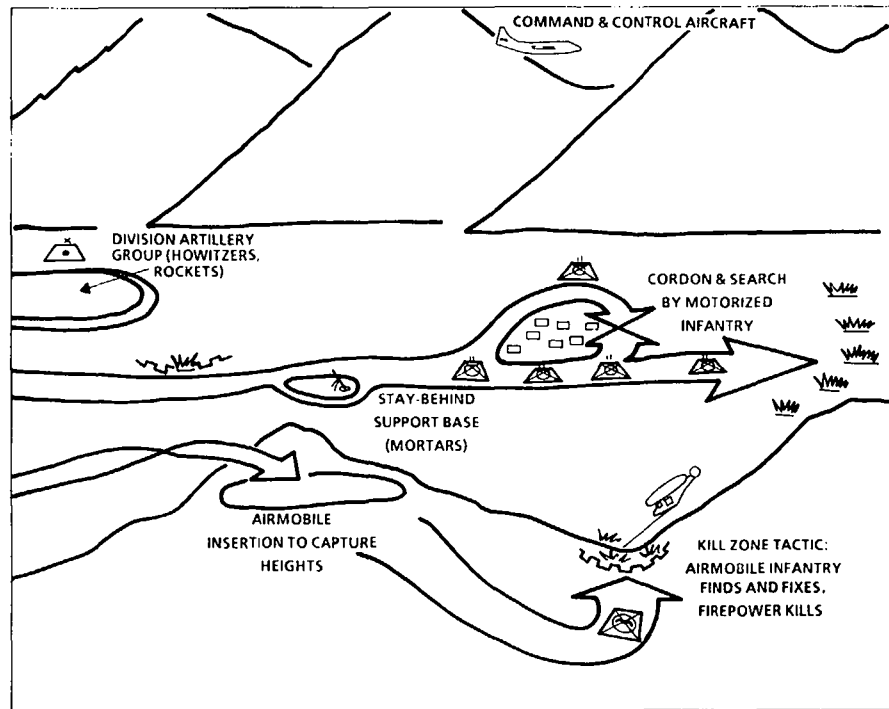 COMMAND & CONTROL AIRCRAFT
DIVISION ARTILLERY
GROUP (HOWITZERS,
ROCKETS)
CORDON & SEARCH
BY MOTORIZED
INFANTRY
STAY-BEHIND
SUPPORT BASE
(MORTARS)
AIRMOBILE
INSERTION TO CAPTURE
HEIGHTS
KILL ZONE TACTIC:
AIRMOBILE INFANTRY
FINDS AND FIXES,
FIREPOWER KILLS